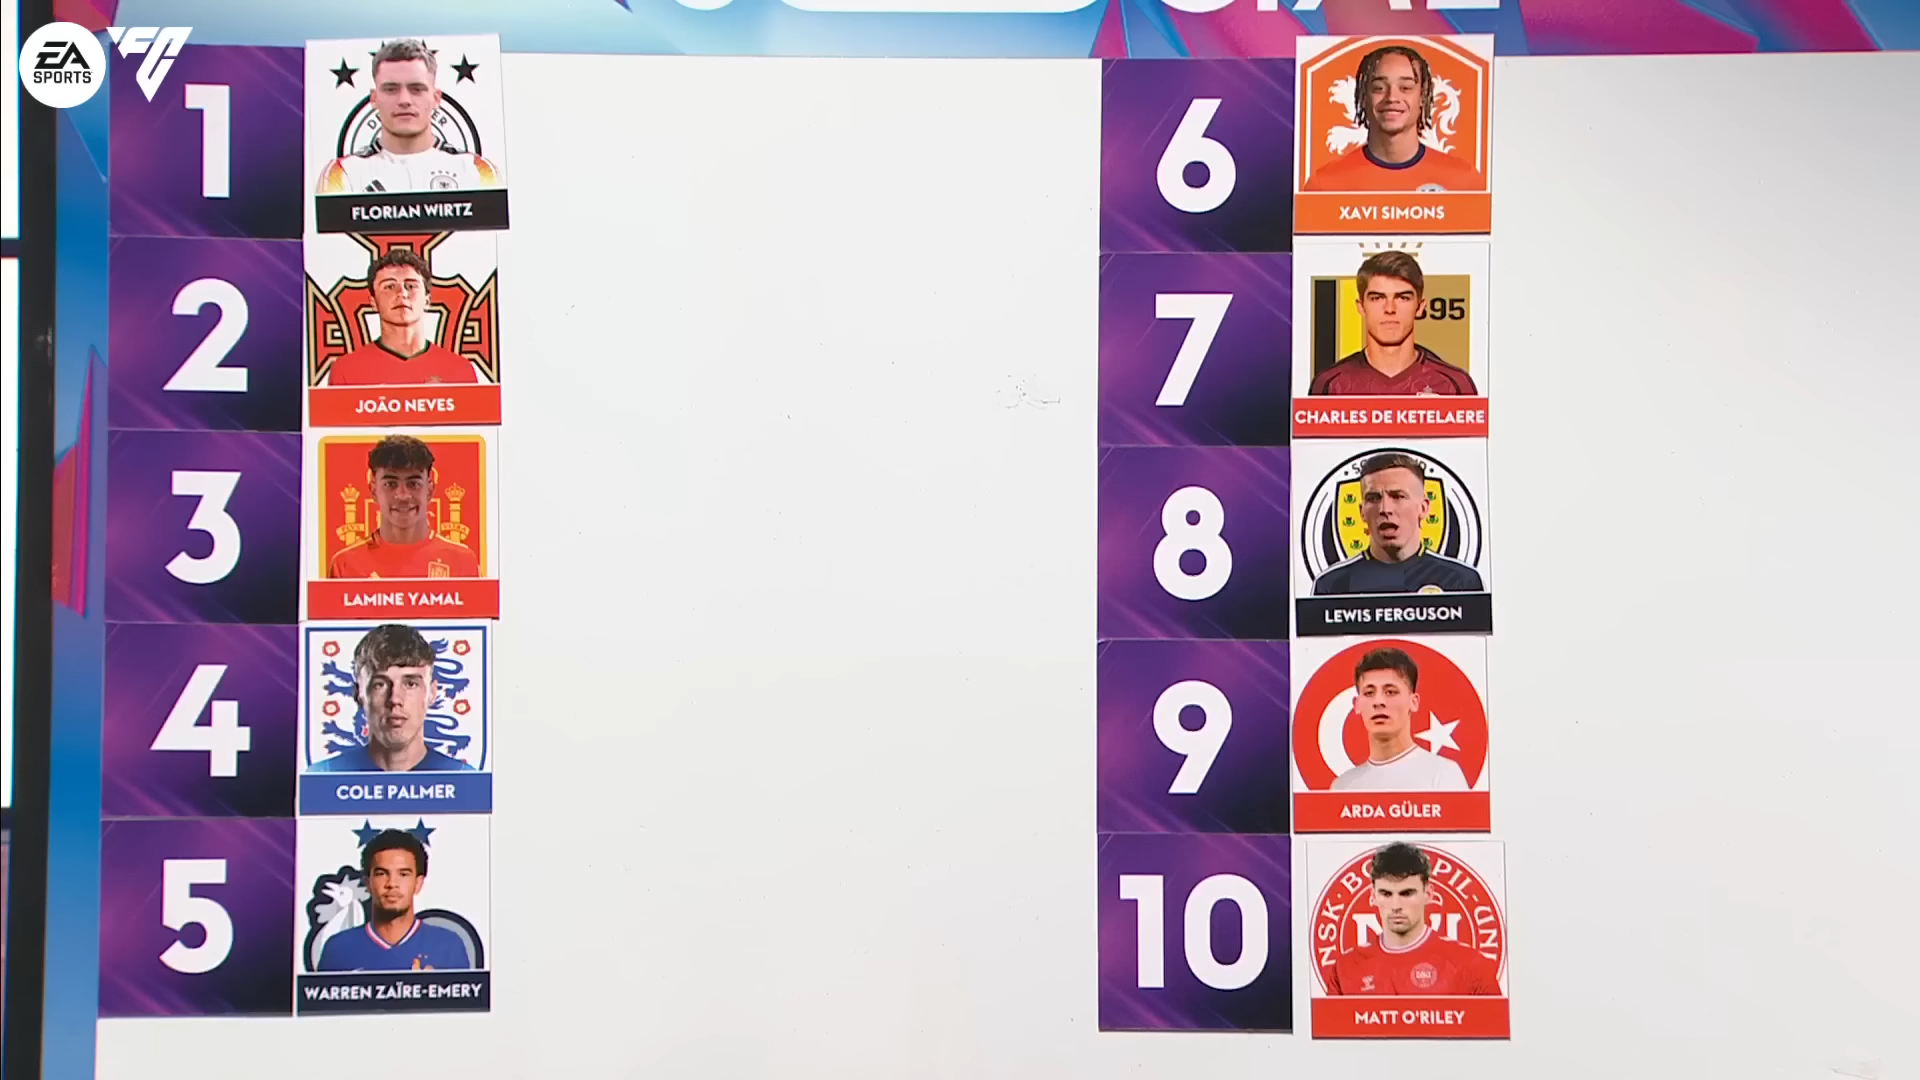 EA
SPORTS
FC
1
FLORIAN WIRTZ
2
JOÃO NEVES
3
LAMINE YAMAL
4
COLE PALMER
5
WARREN ZAÏRE-EMERY
6
XAVI SIMONS
7
CHARLES DE KETELAERE
8
LEWIS FERGUSON
9
ARDA GÜLER
10
MATT O'RILEY